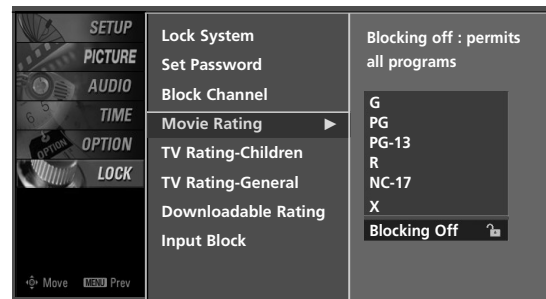 SETUP
PICTURE
AUDIO
TIME
OPTION
LOCK
Move MENU Prev
Lock System
Set Password
Block Channel
Movie Rating ▶
TV Rating-Children
TV Rating-General
Downloadable Rating
Input Block
Blocking off : permits
all programs
G
PG
PG-13
R
NC-17
X
Blocking Off